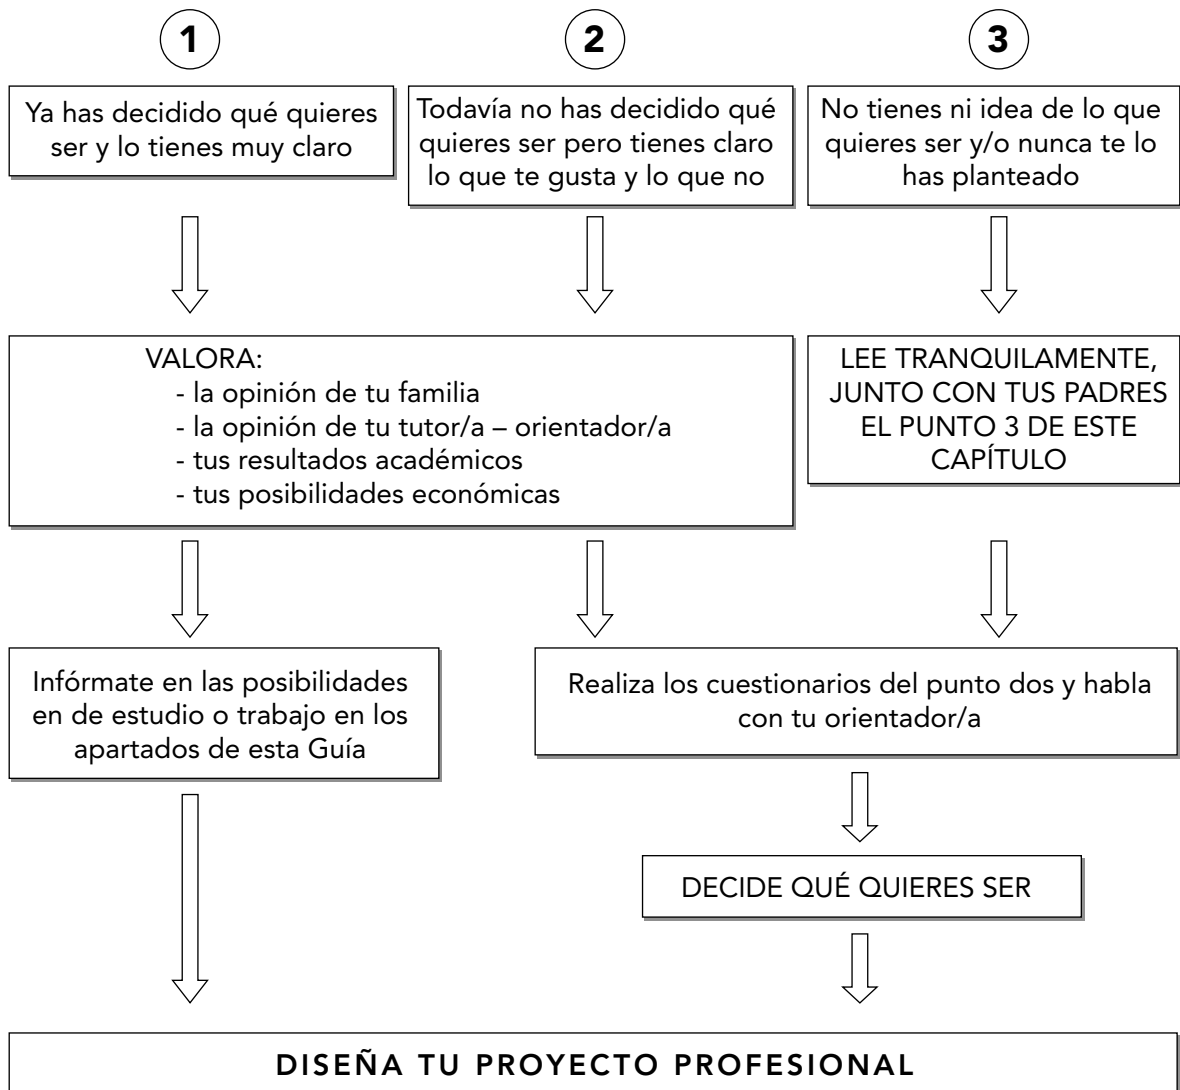 1
2
3
Ya has decidido qué quieres
ser y lo tienes muy claro
Todavía no has decidido qué
quieres ser pero tienes claro
lo que te gusta y lo que no
No tienes ni idea de lo que
quieres ser y/o nunca te lo
has planteado
VALORA:
- la opinión de tu familia
- la opinión de tu tutor/a – orientador/a
- tus resultados académicos
- tus posibilidades económicas
LEE TRANQUILAMENTE,
JUNTO CON TUS PADRES
EL PUNTO 3 DE ESTE
CAPÍTULO
Infórmate en las posibilidades
en de estudio o trabajo en los
apartados de esta Guía
Realiza los cuestionarios del punto dos y habla
con tu orientador/a
DECIDE QUÉ QUIERES SER
DISEÑA TU PROYECTO PROFESIONAL